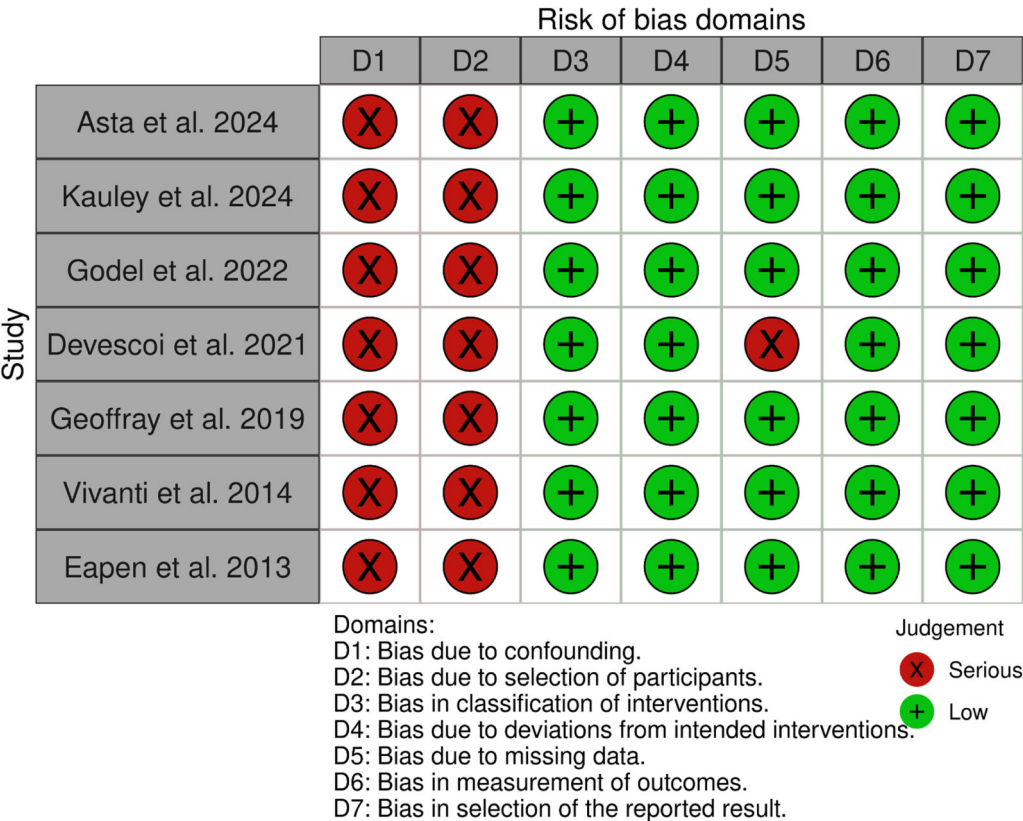 Risk of bias domains
D1 D2 D3 D4 D5 D6 D7
Study
Asta et al. 2024 X X + + + + +
Kauley et al. 2024 X X + + + + +
Godel et al. 2022 X X + + + + +
Devescoi et al. 2021 X X + + X + +
Geoffray et al. 2019 X X + + + + +
Vivanti et al. 2014 X X + + + + +
Eapen et al. 2013 X X + + + + +
Domains:
D1: Bias due to confounding.
D2: Bias due to selection of participants.
D3: Bias in classification of interventions.
D4: Bias due to deviations from intended interventions.
D5: Bias due to missing data.
D6: Bias in measurement of outcomes.
D7: Bias in selection of the reported result.
Judgement
X Serious
+ Low